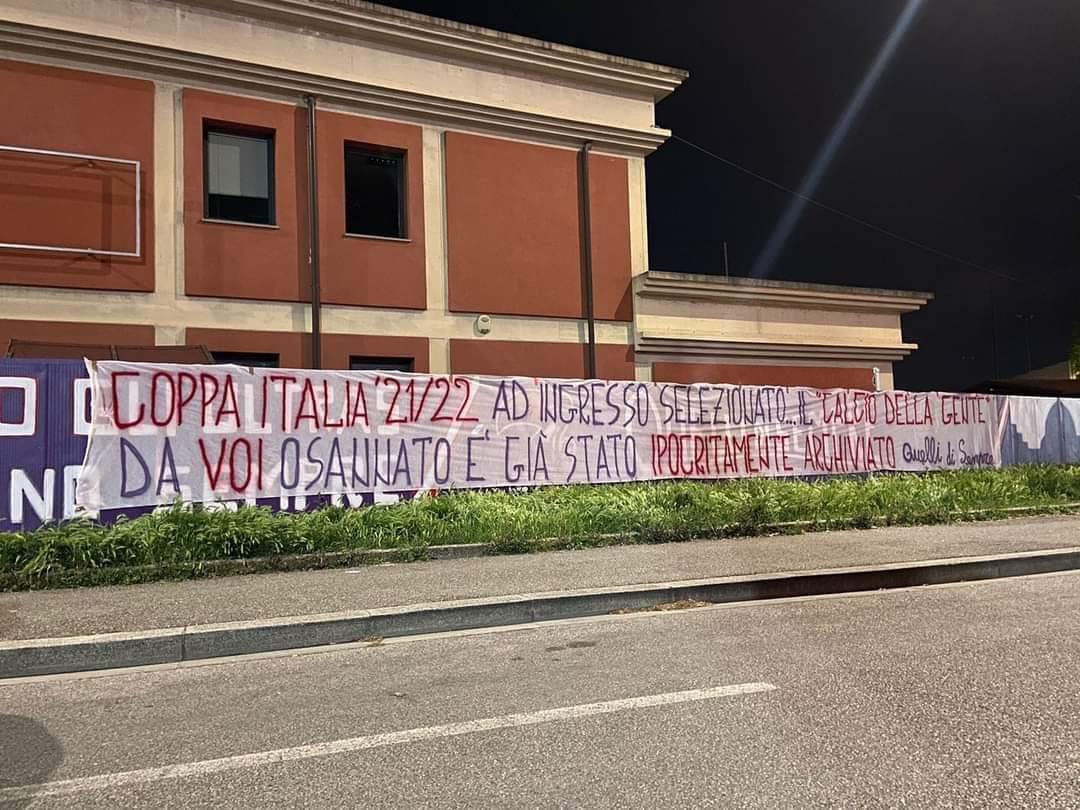 COPPA ITALIA '21/22 AD INGRESSO SELEZIONATO... IL "CALCIO DELLA GENTE"
DA VOI OSANNATO E' GIÀ STATO IPOCRITAMENTE ARCHIVIATO Quelli di